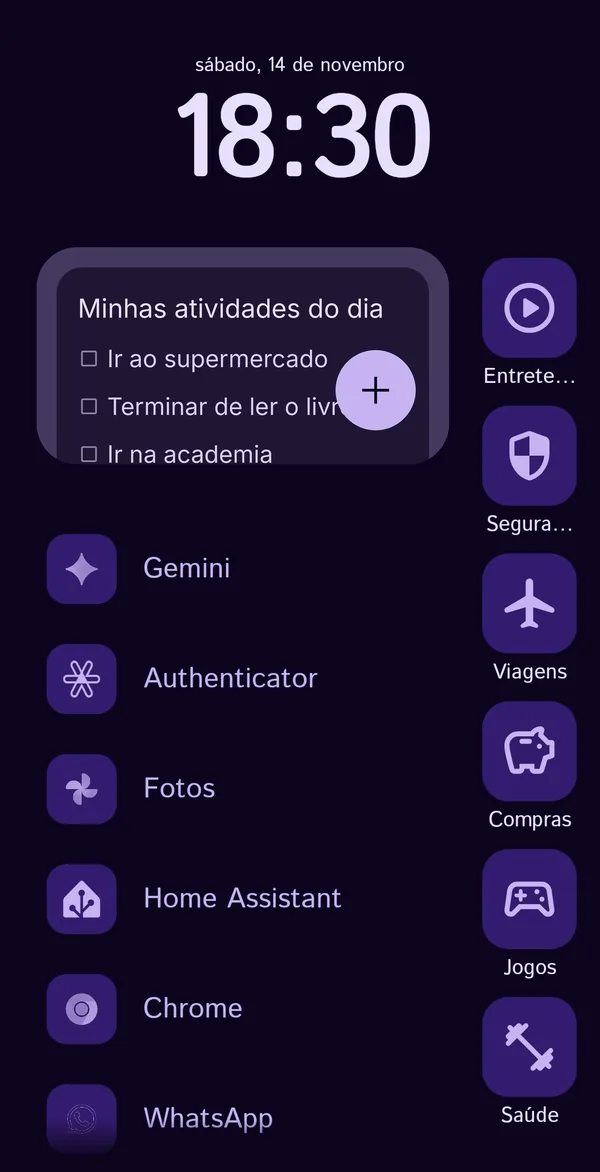 sábado, 14 de novembro
18:30
Minhas atividades do dia
Ir ao supermercado
Terminar de ler o livr
Ir na academia
Gemini
Authenticator
Fotos
Home Assistant
Chrome
WhatsApp
Entrete...
Segura...
Viagens
Compras
Jogos
Saúde